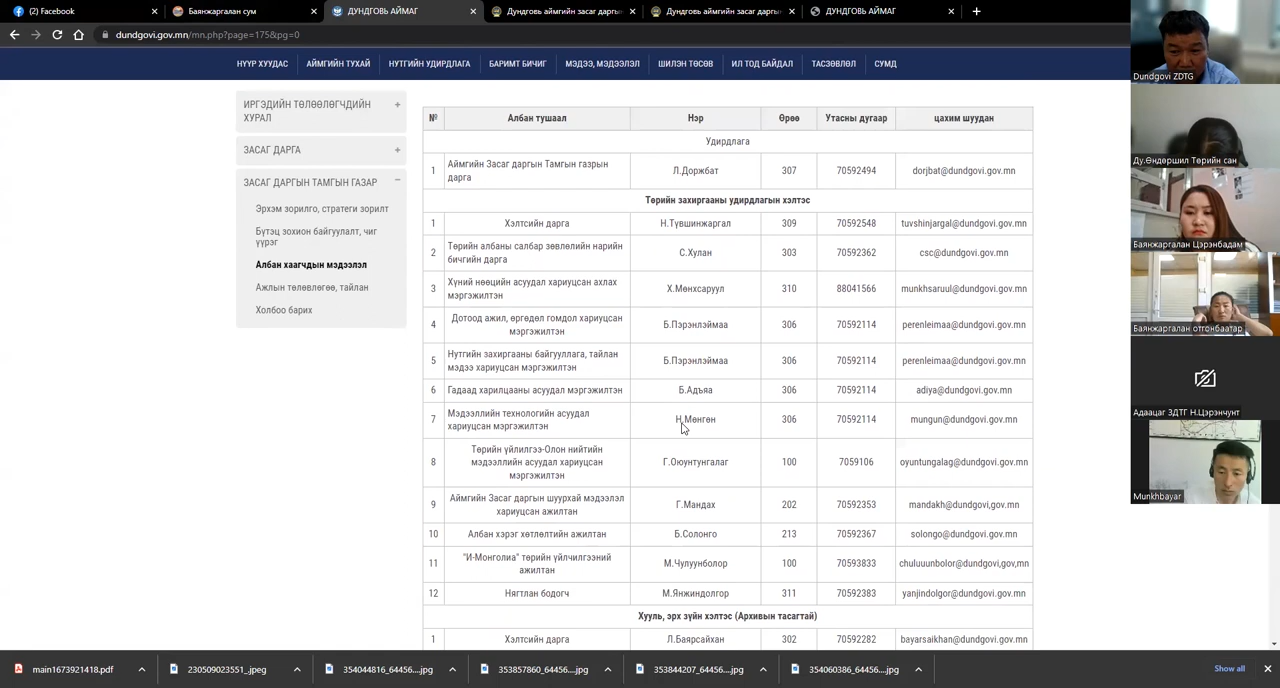 (2) Facebook
Баянжаргалан сум
ДУНДГОВЬ АЙМАГ
Дундговь аймгийн засаг дарга
Дундговь аймгийн засаг дарга
ДУНДГОВЬ АЙМАГ
dundgovi.gov.mn/mn.php?page=175&pg=0
НҮҮР ХУУДАС
АЙМГИЙН ТУХАЙ
НУТГИЙН УДИРДЛАГА
БАРИМТ БИЧИГ
МЭДЭЭ, МЭДЭЭЛЭЛ
ШИЛЭН ТӨСӨВ
ИЛ ТОД БАЙДАЛ
ТАСЗӨВЛӨЛ
СУМД
ИРГЭДИЙН ТӨЛӨӨЛӨГЧДИЙН
ХУРАЛ
ЗАСАГ ДАРГА
ЗАСАГ ДАРГЫН ТАМГЫН ГАЗАР
Эрхэм зорилго, стратеги зорилт
Бүтэц зохион байгуулалт, чиг
үүрэг
Албан хаагчдын мэдээлэл
Ажлын төлөвлөгөө, тайлан
Холбоо барих
№ Албан тушаал Нэр Өрөө Утасны дугаар цахим шуудан
Удирдлага
1 Аймгийн Засаг даргын Тамгын газрын
дарга Л.Доржбат 307 70592494 dorjbat@dundgovi.gov.mn
Төрийн захиргааны удирдлагын хэлтэс
1 Хэлтсийн дарга Н.Түвшинжаргал 309 70592548 tuvshinjargal@dundgovi.gov.mn
2 Төрийн албаны салбар зөвлөлийн нарийн
бичгийн дарга С.Хулан 303 70592362 csc@dundgovi.gov.mn
3 Хүний нөөцийн асуудал хариуцсан ахлах
мэргэжилтэн Х.Мөнхсаруул 310 88041566 munkhsaruul@dundgovi.gov.mn
4 Дотоод ажил, өргөдөл гомдол хариуцсан
мэргэжилтэн Б.Пэрэнлэймаа 306 70592114 perenleimaa@dundgovi.gov.mn
5 Нутгийн захиргааны байгууллага, тайлан
мэдээ хариуцсан мэргэжилтэн Б.Пэрэнлэймаа 306 70592114 perenleimaa@dundgovi.gov.mn
6 Гадаад харилцааны асуудал мэргэжилтэн Б.Адъяа 306 70592114 adiya@dundgovi.gov.mn
7 Мэдээллийн технологийн асуудал
хариуцсан мэргэжилтэн Н.Мөнгөн 306 70592114 mungun@dundgovi.gov.mn
8 Төрийн үйлилгээ-Олон нийтийн
мэдээллийн асуудал хариуцсан
мэргэжилтэн Г.Оюунтунгалаг 100 7059106 oyuntungalag@dundgovi.gov.mn
9 Аймгийн Засаг даргын шуурхай мэдээлэл
хариуцсан ажилтан Г.Мандах 202 70592353 mandakh@dundgovi,gov.mn
10 Албан хэрэг хөтлөлтийн ажилтан Б.Солонго 213 70592367 solongo@dundgovi.gov.mn
11 "И-Монголиа" төрийн үйлчилгээний
ажилтан М.Чулуунболор 100 70593833 chuluuunbolor@dundgovi,gov,mn
12 Нягтлан бодогч М.Янжиндолгор 311 70592383 yanjindolgor@dundgovi.gov.mn
Хууль, эрх зүйн хэлтэс (Архивын тасагтай)
1 Хэлтсийн дарга Л.Баярсайхан 302 70592282 bayarsaikhan@dundgovi.gov.mn
Dundgovi ZDTG
Ду.Өндөршил Төрийн сан
Баянжаргалан Цэрэнбадам
Баянжаргалан отгонбаатар
Адаацаг ЗДТГ Н.Цэрэнчунт
Munkhbayar
main1673921418.pdf
230509023551_.jpeg
354044816_64456....jpg
353857860_64456....jpg
353844207_64456....jpg
354060386_64456....jpg
Show all